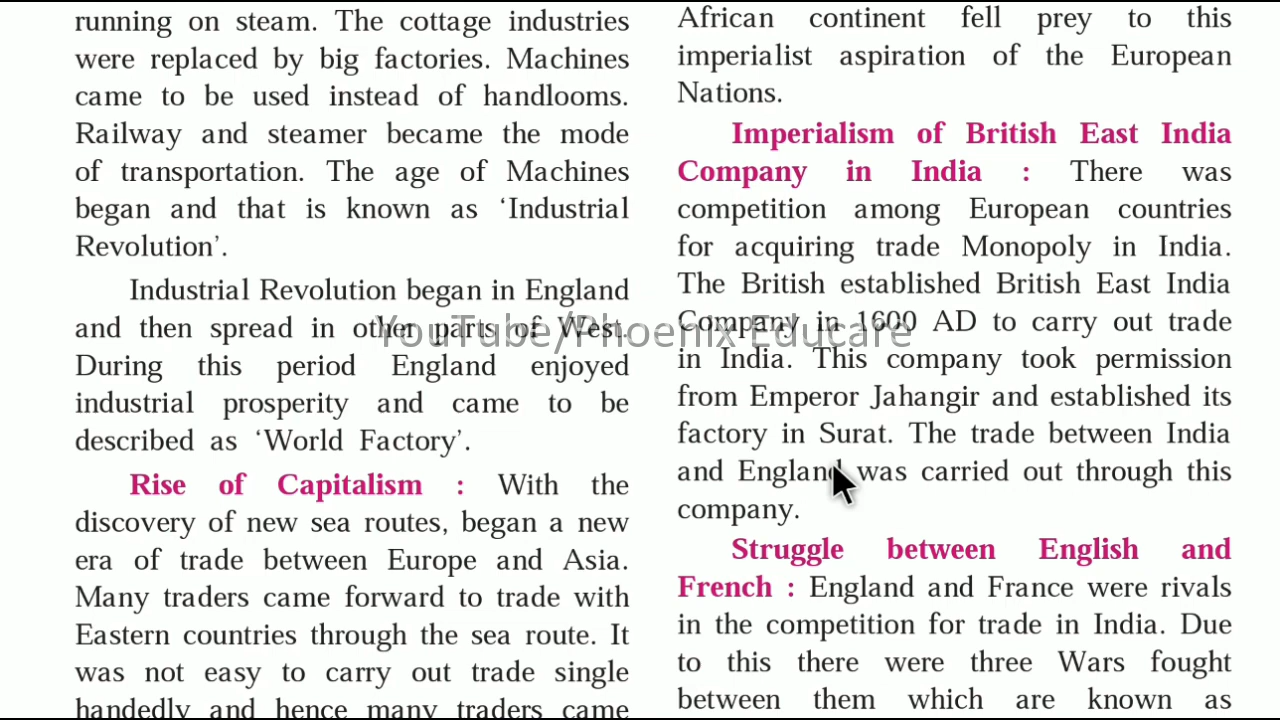 running on steam. The cottage industries
were replaced by big factories. Machines
came to be used instead of handlooms.
Railway and steamer became the mode
of transportation. The age of Machines
began and that is known as ‘Industrial
Revolution’.
Industrial Revolution began in England
and then spread in other parts of West.
During this period England enjoyed
industrial prosperity and came to be
described as ‘World Factory’.
Rise of Capitalism : With the
discovery of new sea routes, began a new
era of trade between Europe and Asia.
Many traders came forward to trade with
Eastern countries through the sea route. It
was not easy to carry out trade single
handedly and hence many traders came
African continent fell prey to this
imperialist aspiration of the European
Nations.
Imperialism of British East India
Company in India : There was
competition among European countries
for acquiring trade Monopoly in India.
The British established British East India
Company in 1600 AD to carry out trade
in India. This company took permission
from Emperor Jahangir and established its
factory in Surat. The trade between India
and England was carried out through this
company.
Struggle between English and
French : England and France were rivals
in the competition for trade in India. Due
to this there were three Wars fought
between them which are known as
YouTube/Phoenix Educare